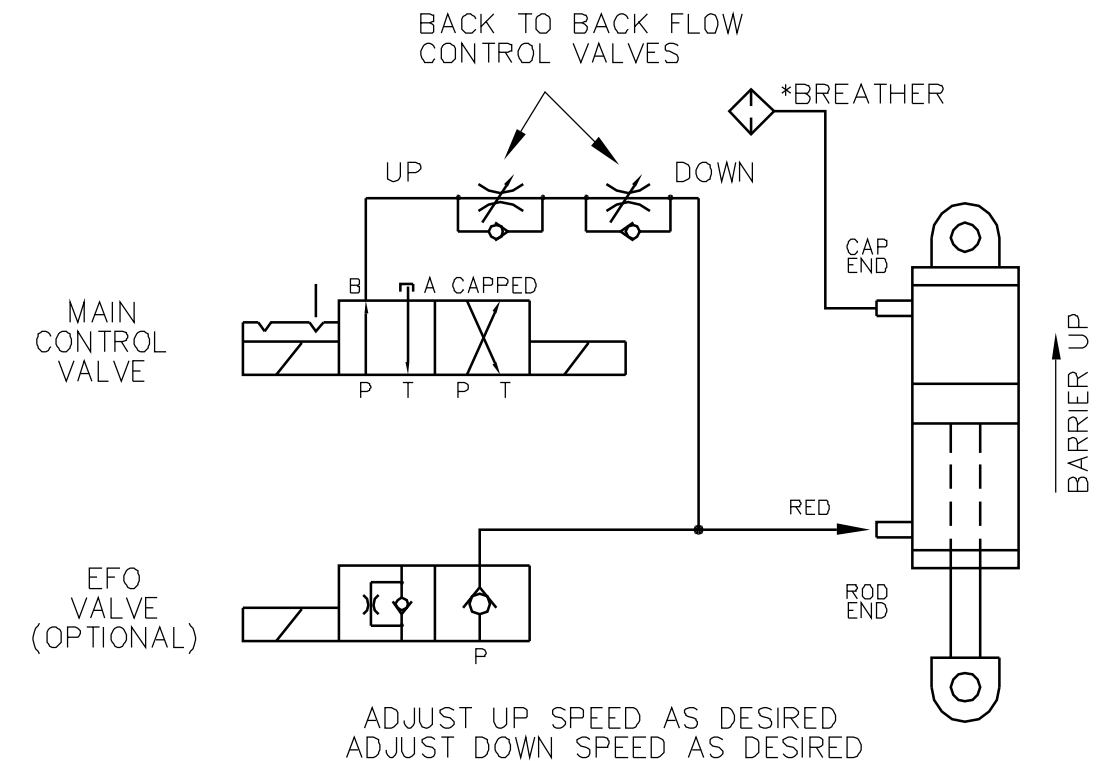 BACK TO BACK FLOW
CONTROL VALVES
*BREATHER
UP
DOWN
CAP
END
B
A
CAPPED
MAIN
CONTROL
VALVE
P
T
P
T
BARRIER UP
RED
EFO
VALVE
(OPTIONAL)
ROD
END
P
ADJUST UP SPEED AS DESIRED
ADJUST DOWN SPEED AS DESIRED